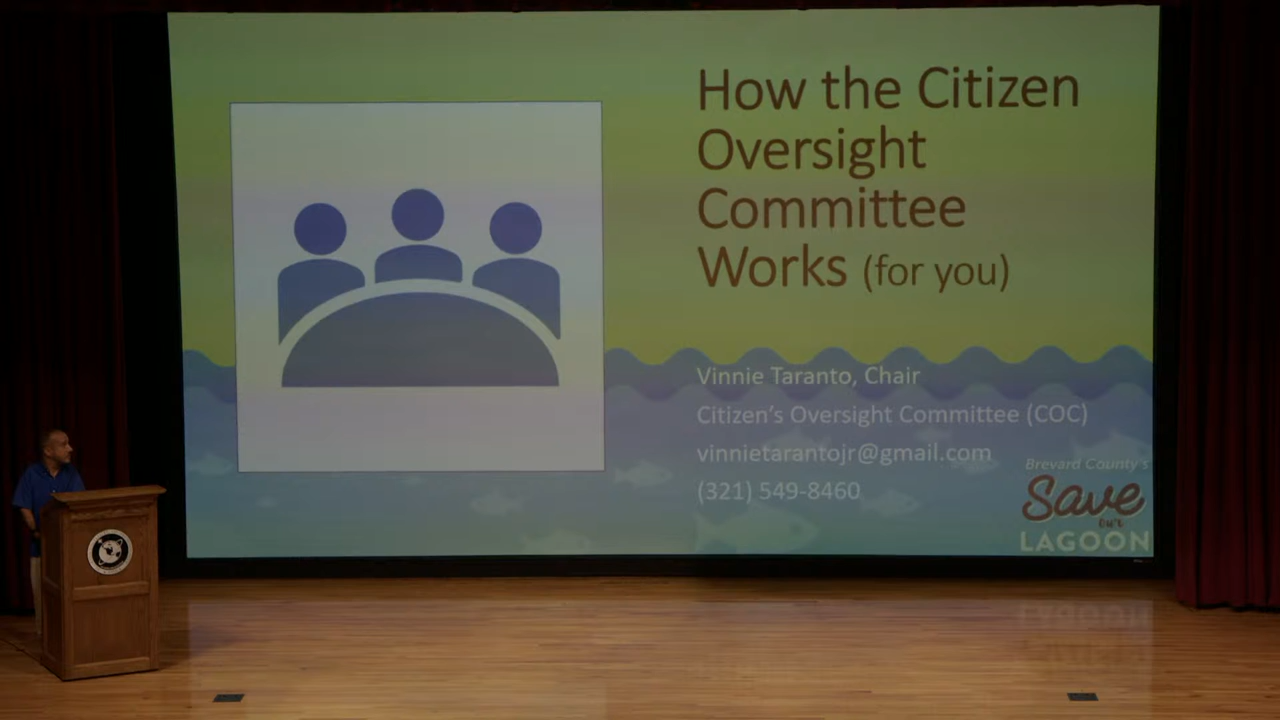 How the Citizen
Oversight
Committee
Works (for you)
Vinnie Taranto, Chair
Citizen's Oversight Committee (COC)
vinnietarantojr@gmail.com
(321) 549-8460
Brevard County's
Save
our
LAGOON